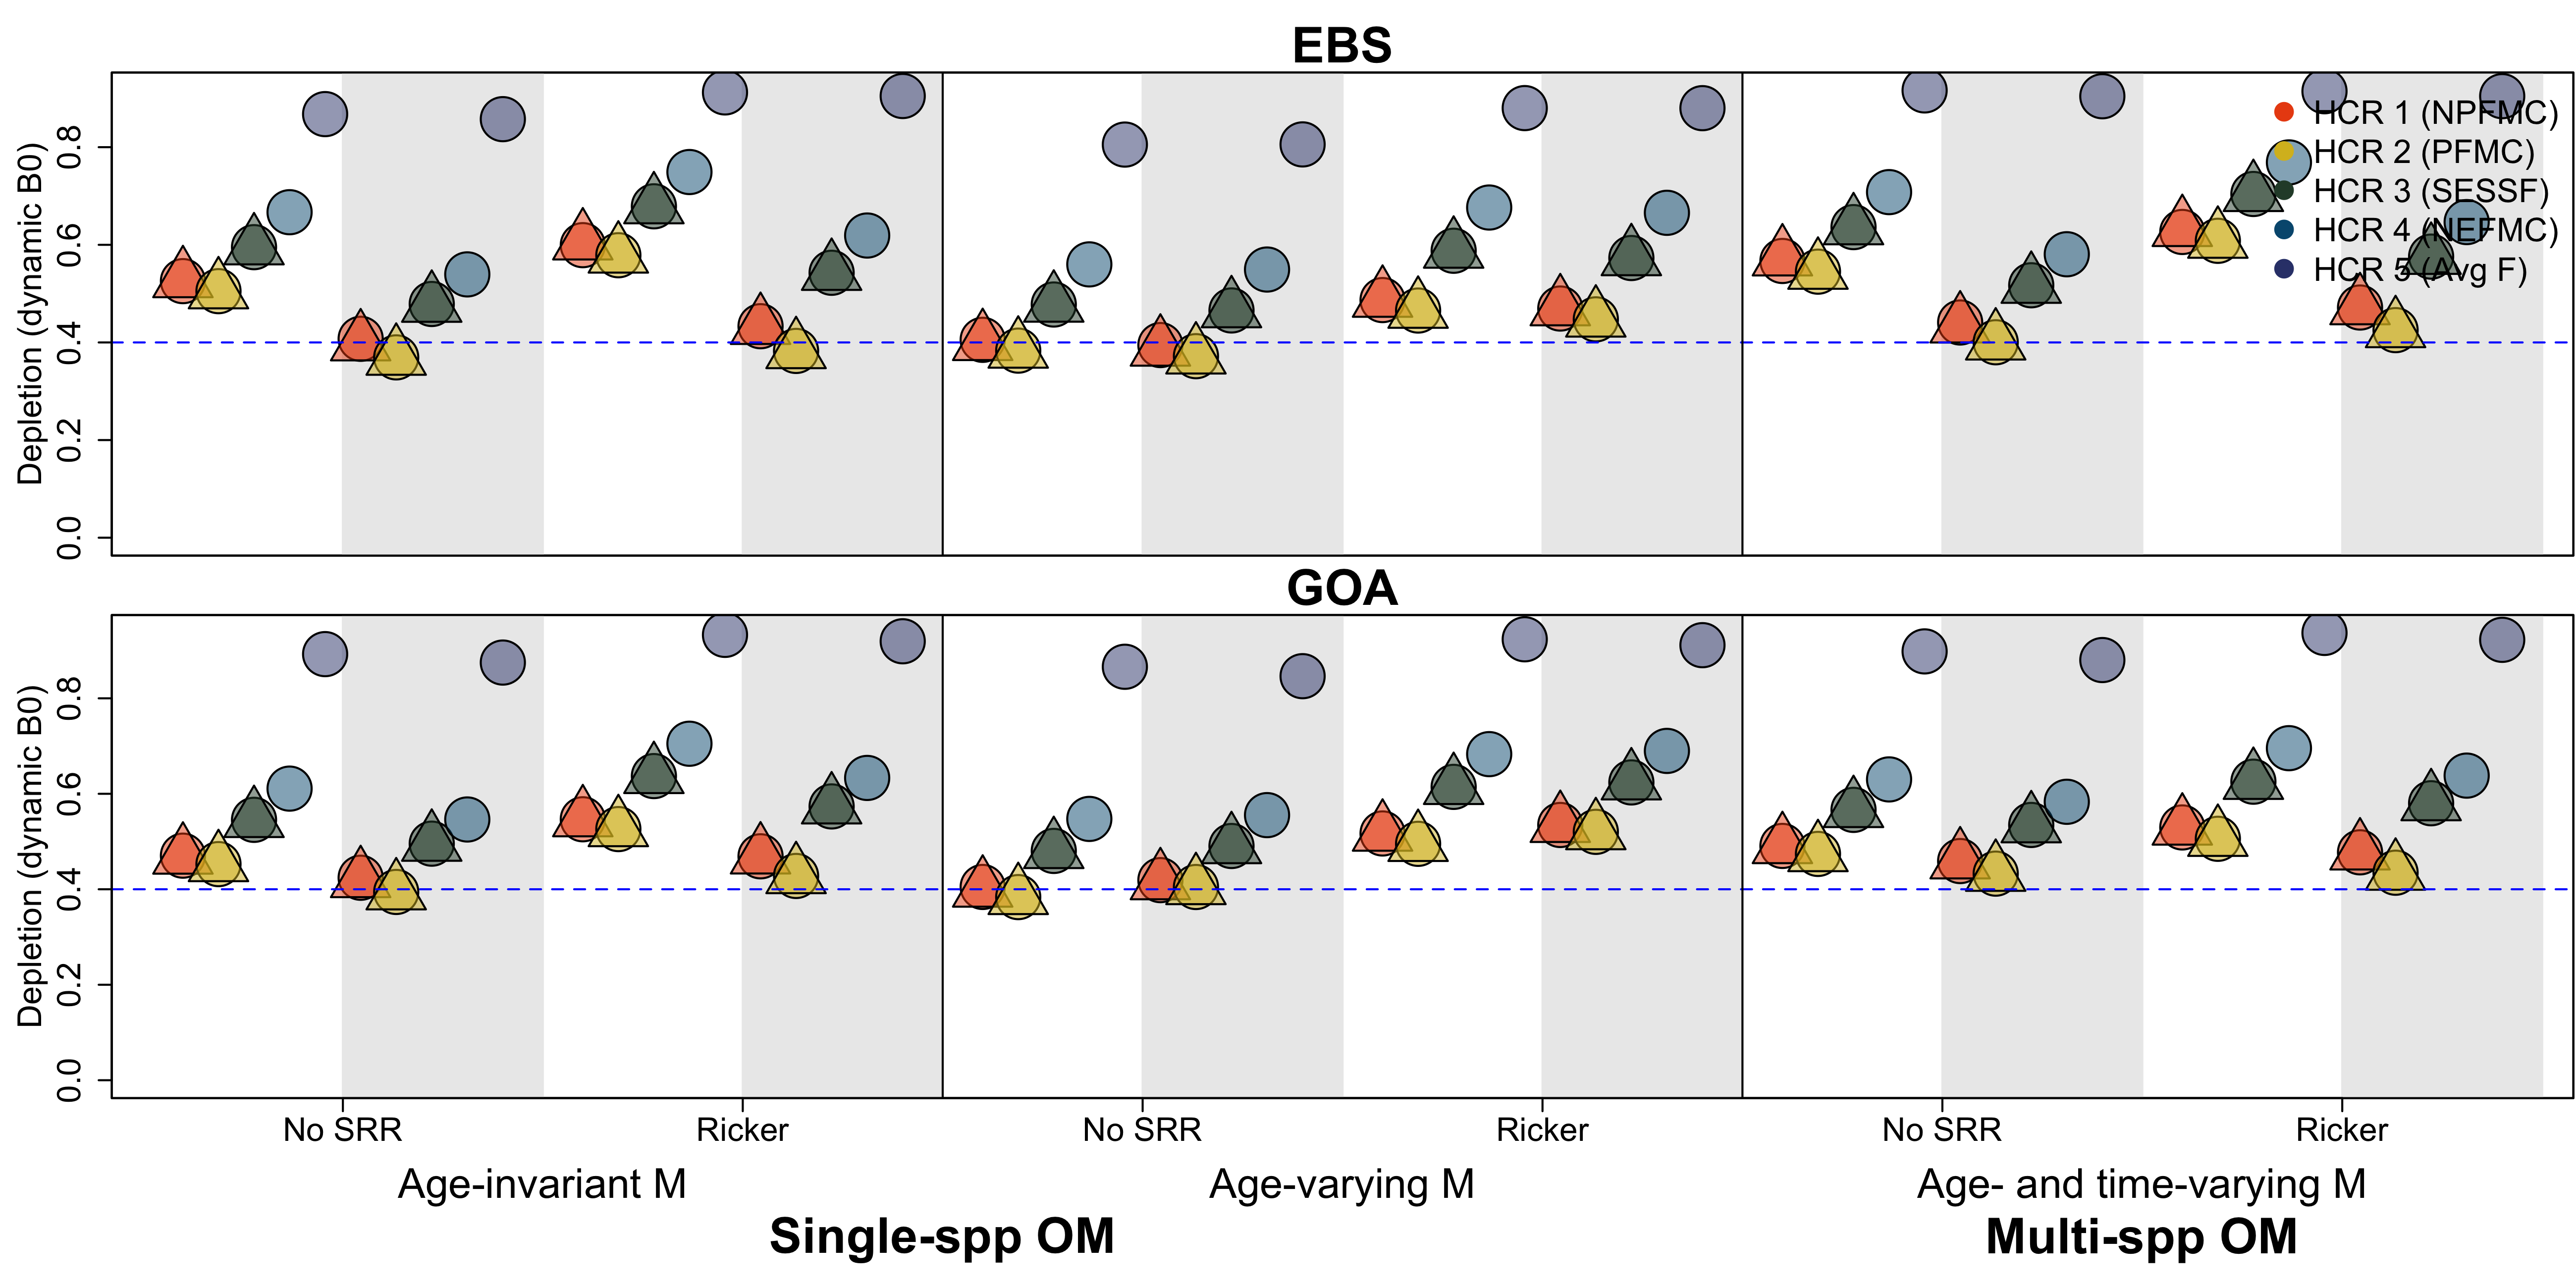 EBS
Depletion (dynamic B0)
0.8
0.6
0.4
0.2
0.0
HCR 1 (NPFMC)
HCR 2 (PFMC)
HCR 3 (SESSF)
HCR 4 (NEFMC)
HCR 5 (Avg F)
GOA
Depletion (dynamic B0)
0.8
0.6
0.4
0.2
0.0
No SRR Ricker No SRR Ricker No SRR Ricker
Age-invariant M Age-varying M Age- and time-varying M
Single-spp OM Multi-spp OM